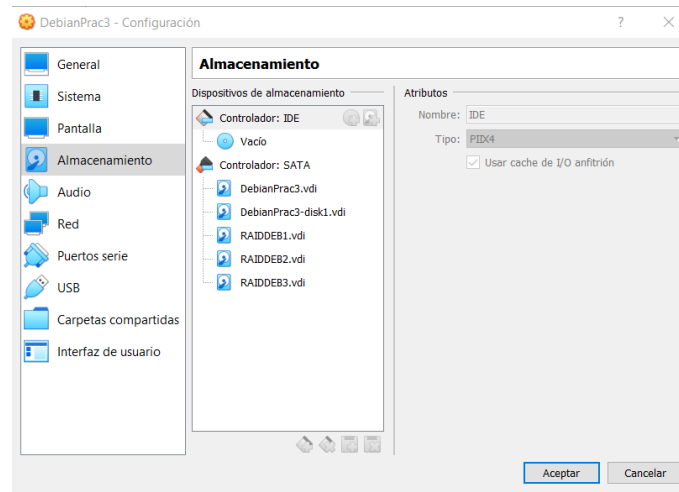 DebianPrac3 - Configuración
?
General
Sistema
Pantalla
Almacenamiento
Audio
Red
Puertos serie
USB
Carpetas compartidas
Interfaz de usuario
Almacenamiento
Dispositivos de almacenamiento
Controlador: IDE
Vacío
Controlador: SATA
DebianPrac3.vdi
DebianPrac3-disk1.vdi
RAIDDEB1.vdi
RAIDDEB2.vdi
RAIDDEB3.vdi
Atributos
Nombre: IDE
Tipo: PIIX4
Usar cache de I/O anfitrión
Aceptar
Cancelar